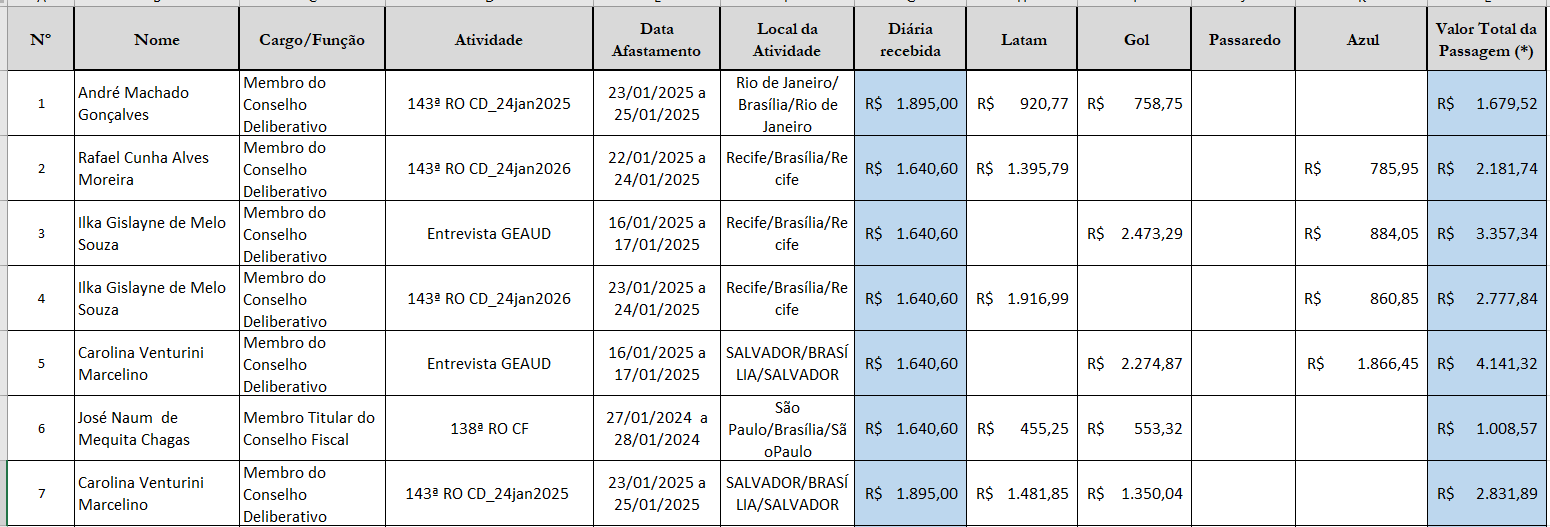 Nº Nome Cargo/Função Atividade Data Afastamento Local da Atividade Diária recebida Latam Gol Passaredo Azul Valor Total da Passagem (*)
1 André Machado Gonçalves Membro do Conselho Deliberativo 143ª RO CD_24jan2025 23/01/2025 a 25/01/2025 Rio de Janeiro/ Brasília/Rio de Janeiro R$ 1.895,00 R$ 920,77 R$ 758,75 R$ 1.679,52
2 Rafael Cunha Alves Moreira Membro do Conselho Deliberativo 143ª RO CD_24jan2026 22/01/2025 a 24/01/2025 Recife/Brasília/Re cife R$ 1.640,60 R$ 1.395,79 R$ 785,95 R$ 2.181,74
3 Ilka Gislayne de Melo Souza Membro do Conselho Deliberativo Entrevista GEAUD 16/01/2025 a 17/01/2025 Recife/Brasília/Re cife R$ 1.640,60 R$ 2.473,29 R$ 884,05 R$ 3.357,34
4 Ilka Gislayne de Melo Souza Membro do Conselho Deliberativo 143ª RO CD_24jan2026 23/01/2025 a 24/01/2025 Recife/Brasília/Re cife R$ 1.640,60 R$ 1.916,99 R$ 860,85 R$ 2.777,84
5 Carolina Venturini Marcelino Membro do Conselho Deliberativo Entrevista GEAUD 16/01/2025 a 17/01/2025 SALVADOR/BRASÍ LIA/SALVADOR R$ 1.640,60 R$ 2.274,87 R$ 1.866,45 R$ 4.141,32
6 José Naum de Mequita Chagas Membro Titular do Conselho Fiscal 138ª RO CF 27/01/2024 a 28/01/2024 São Paulo/Brasília/Sã oPaulo R$ 1.640,60 R$ 455,25 R$ 553,32 R$ 1.008,57
7 Carolina Venturini Marcelino Membro do Conselho Deliberativo 143ª RO CD_24jan2025 23/01/2025 a 25/01/2025 SALVADOR/BRASÍ LIA/SALVADOR R$ 1.895,00 R$ 1.481,85 R$ 1.350,04 R$ 2.831,89